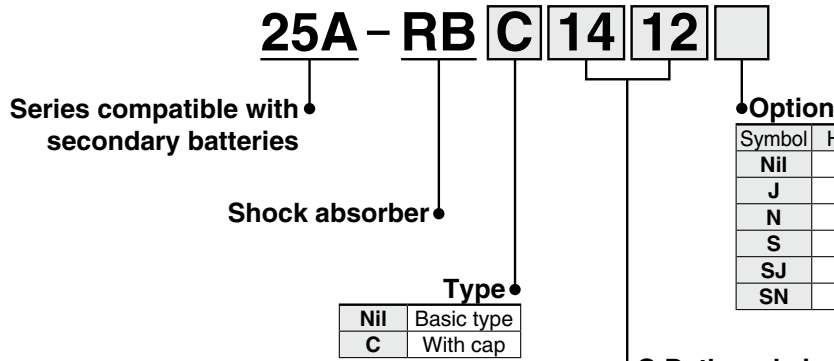 25A – RB C 14 12
Series compatible with
secondary batteries
Option
Symbol
Nil
J
N
S
SJ
SN
Shock absorber
Type
Nil Basic type
C With cap